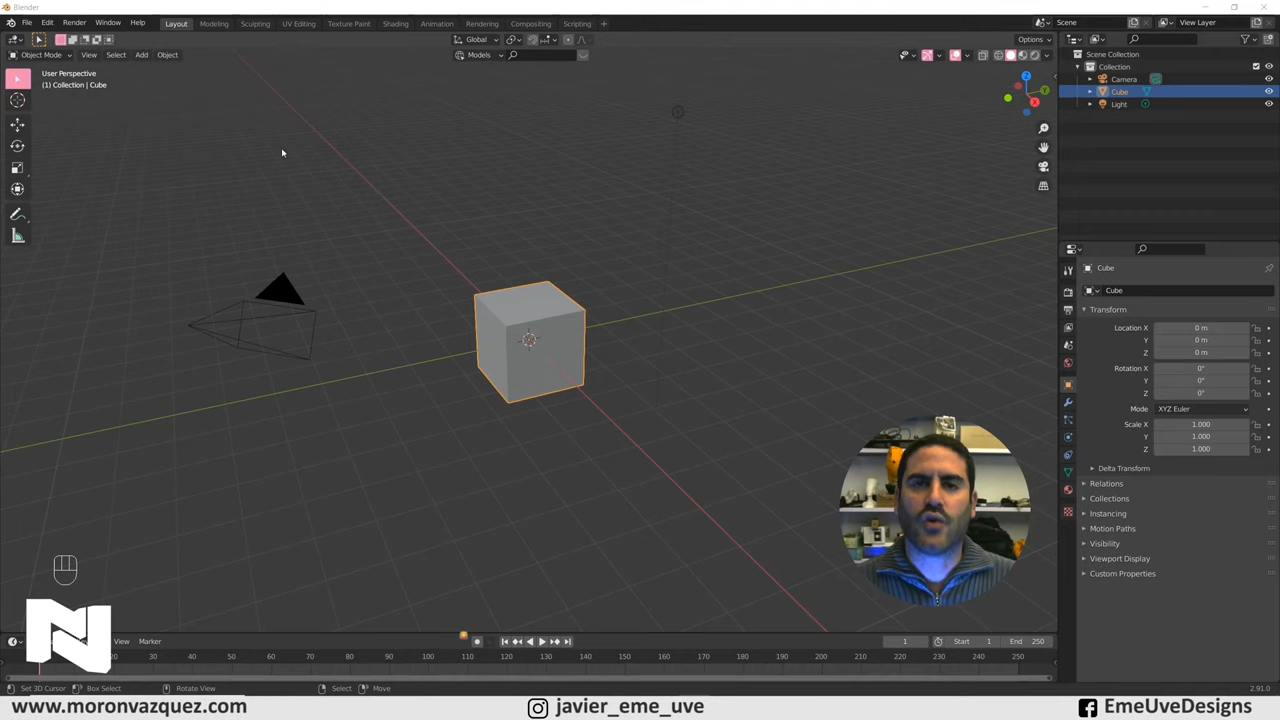 Blender
File Edit Render Window Help Layout Modeling Sculpting UV Editing Texture Paint Shading Animation Rendering Compositing Scripting + Scene View Layer
Global Options
Object Mode View Select Add Object Models
User Perspective
(1) Collection | Cube
Scene Collection
Collection
Camera
Cube
Light
X
Y
Cube
Cube
Transform
Location X 0 m
Y 0 m
Z 0 m
Rotation X 0°
Y 0°
Z 0°
Mode XYZ Euler
Scale X 1.000
Y 1.000
Z 1.000
Delta Transform
Relations
Collections
Instancing
Motion Paths
Visibility
Viewport Display
Custom Properties
N
View Marker 1 Start 1 End 250
20 30 40 50 60 70 80 90 100 110 120 130 140 150 160 170 180 190 200 210 220 230 240 250
Set 3D Cursor Box Select Rotate View Select Move 2.91.0
www.moronvazquez.com javier_eme_uve EmeUveDesigns